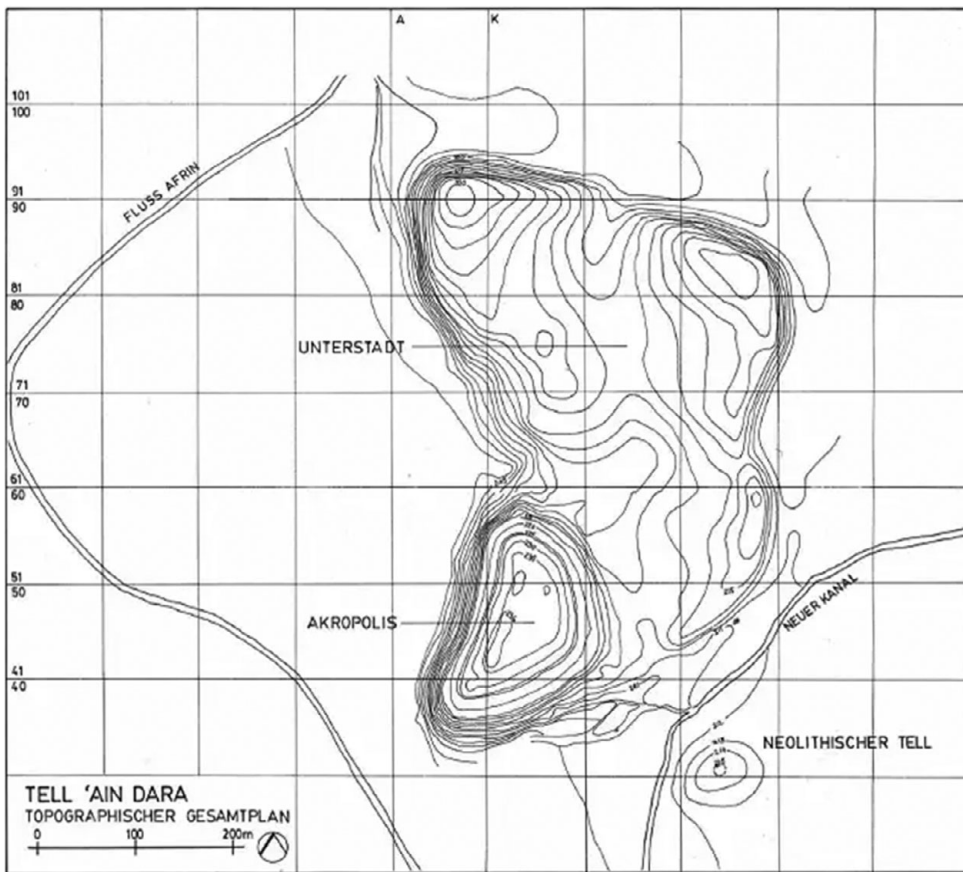 A K
101
100
FLUSS AFRIN
91
90
81
80
UNTERSTADT
71
70
61
60
51
50
NEUER KANAL
AKROPOLIS
41
40
NEOLITHISCHER TELL
TELL 'AIN DARA
TOPOGRAPHISCHER GESAMTPLAN
0 100 200m